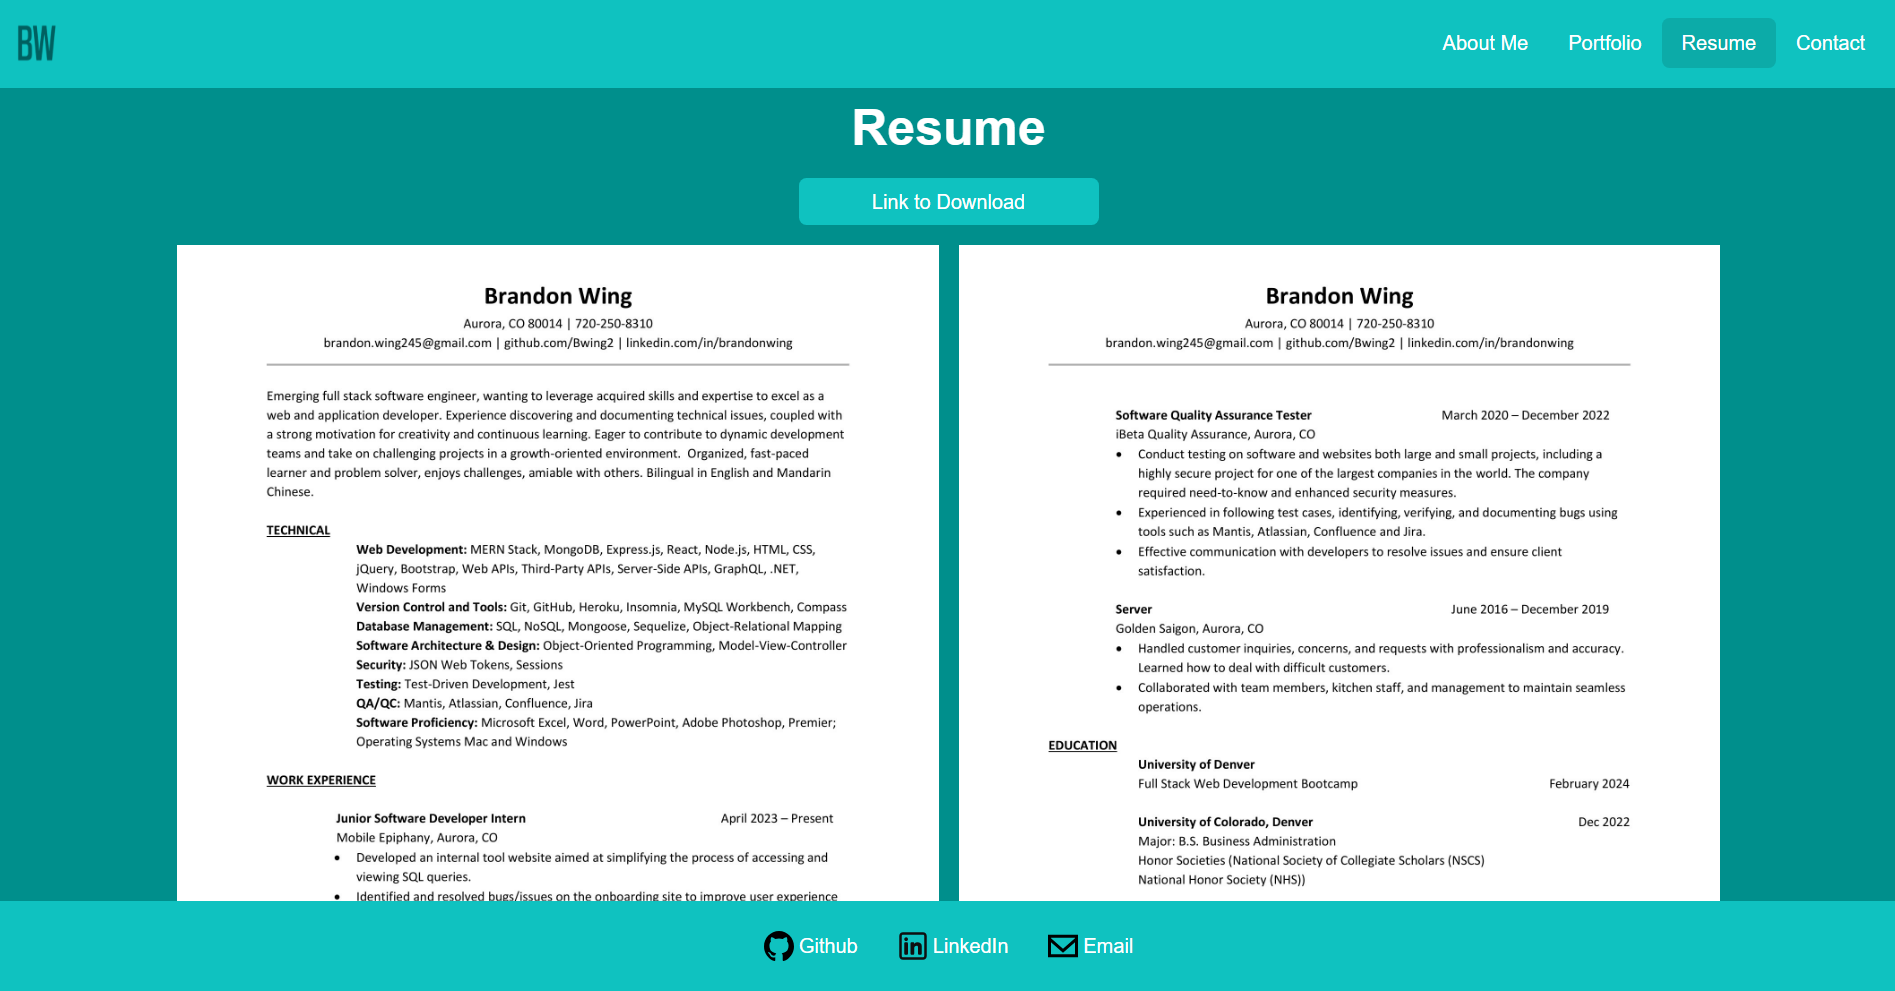 BW
About Me
Portfolio
Resume
Contact
Resume
Link to Download
Brandon Wing
Aurora, CO 80014 | 720-250-8310
brandon.wing245@gmail.com | github.com/Bwing2 | linkedin.com/in/brandonwing
Emerging full stack software engineer, wanting to leverage acquired skills and expertise to excel as a
web and application developer. Experience discovering and documenting technical issues, coupled with
a strong motivation for creativity and continuous learning. Eager to contribute to dynamic development
teams and take on challenging projects in a growth-oriented environment.  Organized, fast-paced
learner and problem solver, enjoys challenges, amiable with others. Bilingual in English and Mandarin
Chinese.
TECHNICAL
Web Development: MERN Stack, MongoDB, Express.js, React, Node.js, HTML, CSS,
jQuery, Bootstrap, Web APIs, Third-Party APIs, Server-Side APIs, GraphQL, .NET,
Windows Forms
Version Control and Tools: Git, GitHub, Heroku, Insomnia, MySQL Workbench, Compass
Database Management: SQL, NoSQL, Mongoose, Sequelize, Object-Relational Mapping
Software Architecture & Design: Object-Oriented Programming, Model-View-Controller
Security: JSON Web Tokens, Sessions
Testing: Test-Driven Development, Jest
QA/QC: Mantis, Atlassian, Confluence, Jira
Software Proficiency: Microsoft Excel, Word, PowerPoint, Adobe Photoshop, Premier;
Operating Systems Mac and Windows
WORK EXPERIENCE
Junior Software Developer Intern April 2023 – Present
Mobile Epiphany, Aurora, CO
• Developed an internal tool website aimed at simplifying the process of accessing and
viewing SQL queries.
• Identified and resolved bugs/issues on the onboarding site to improve user experience
Brandon Wing
Aurora, CO 80014 | 720-250-8310
brandon.wing245@gmail.com | github.com/Bwing2 | linkedin.com/in/brandonwing
Software Quality Assurance Tester March 2020 – December 2022
iBeta Quality Assurance, Aurora, CO
• Conduct testing on software and websites both large and small projects, including a
highly secure project for one of the largest companies in the world. The company
required need-to-know and enhanced security measures.
• Experienced in following test cases, identifying, verifying, and documenting bugs using
tools such as Mantis, Atlassian, Confluence and Jira.
• Effective communication with developers to resolve issues and ensure client
satisfaction.
Server June 2016 – December 2019
Golden Saigon, Aurora, CO
• Handled customer inquiries, concerns, and requests with professionalism and accuracy.
Learned how to deal with difficult customers.
• Collaborated with team members, kitchen staff, and management to maintain seamless
operations.
EDUCATION
University of Denver
Full Stack Web Development Bootcamp February 2024
University of Colorado, Denver Dec 2022
Major: B.S. Business Administration
Honor Societies (National Society of Collegiate Scholars (NSCS)
National Honor Society (NHS))
Github
LinkedIn
Email